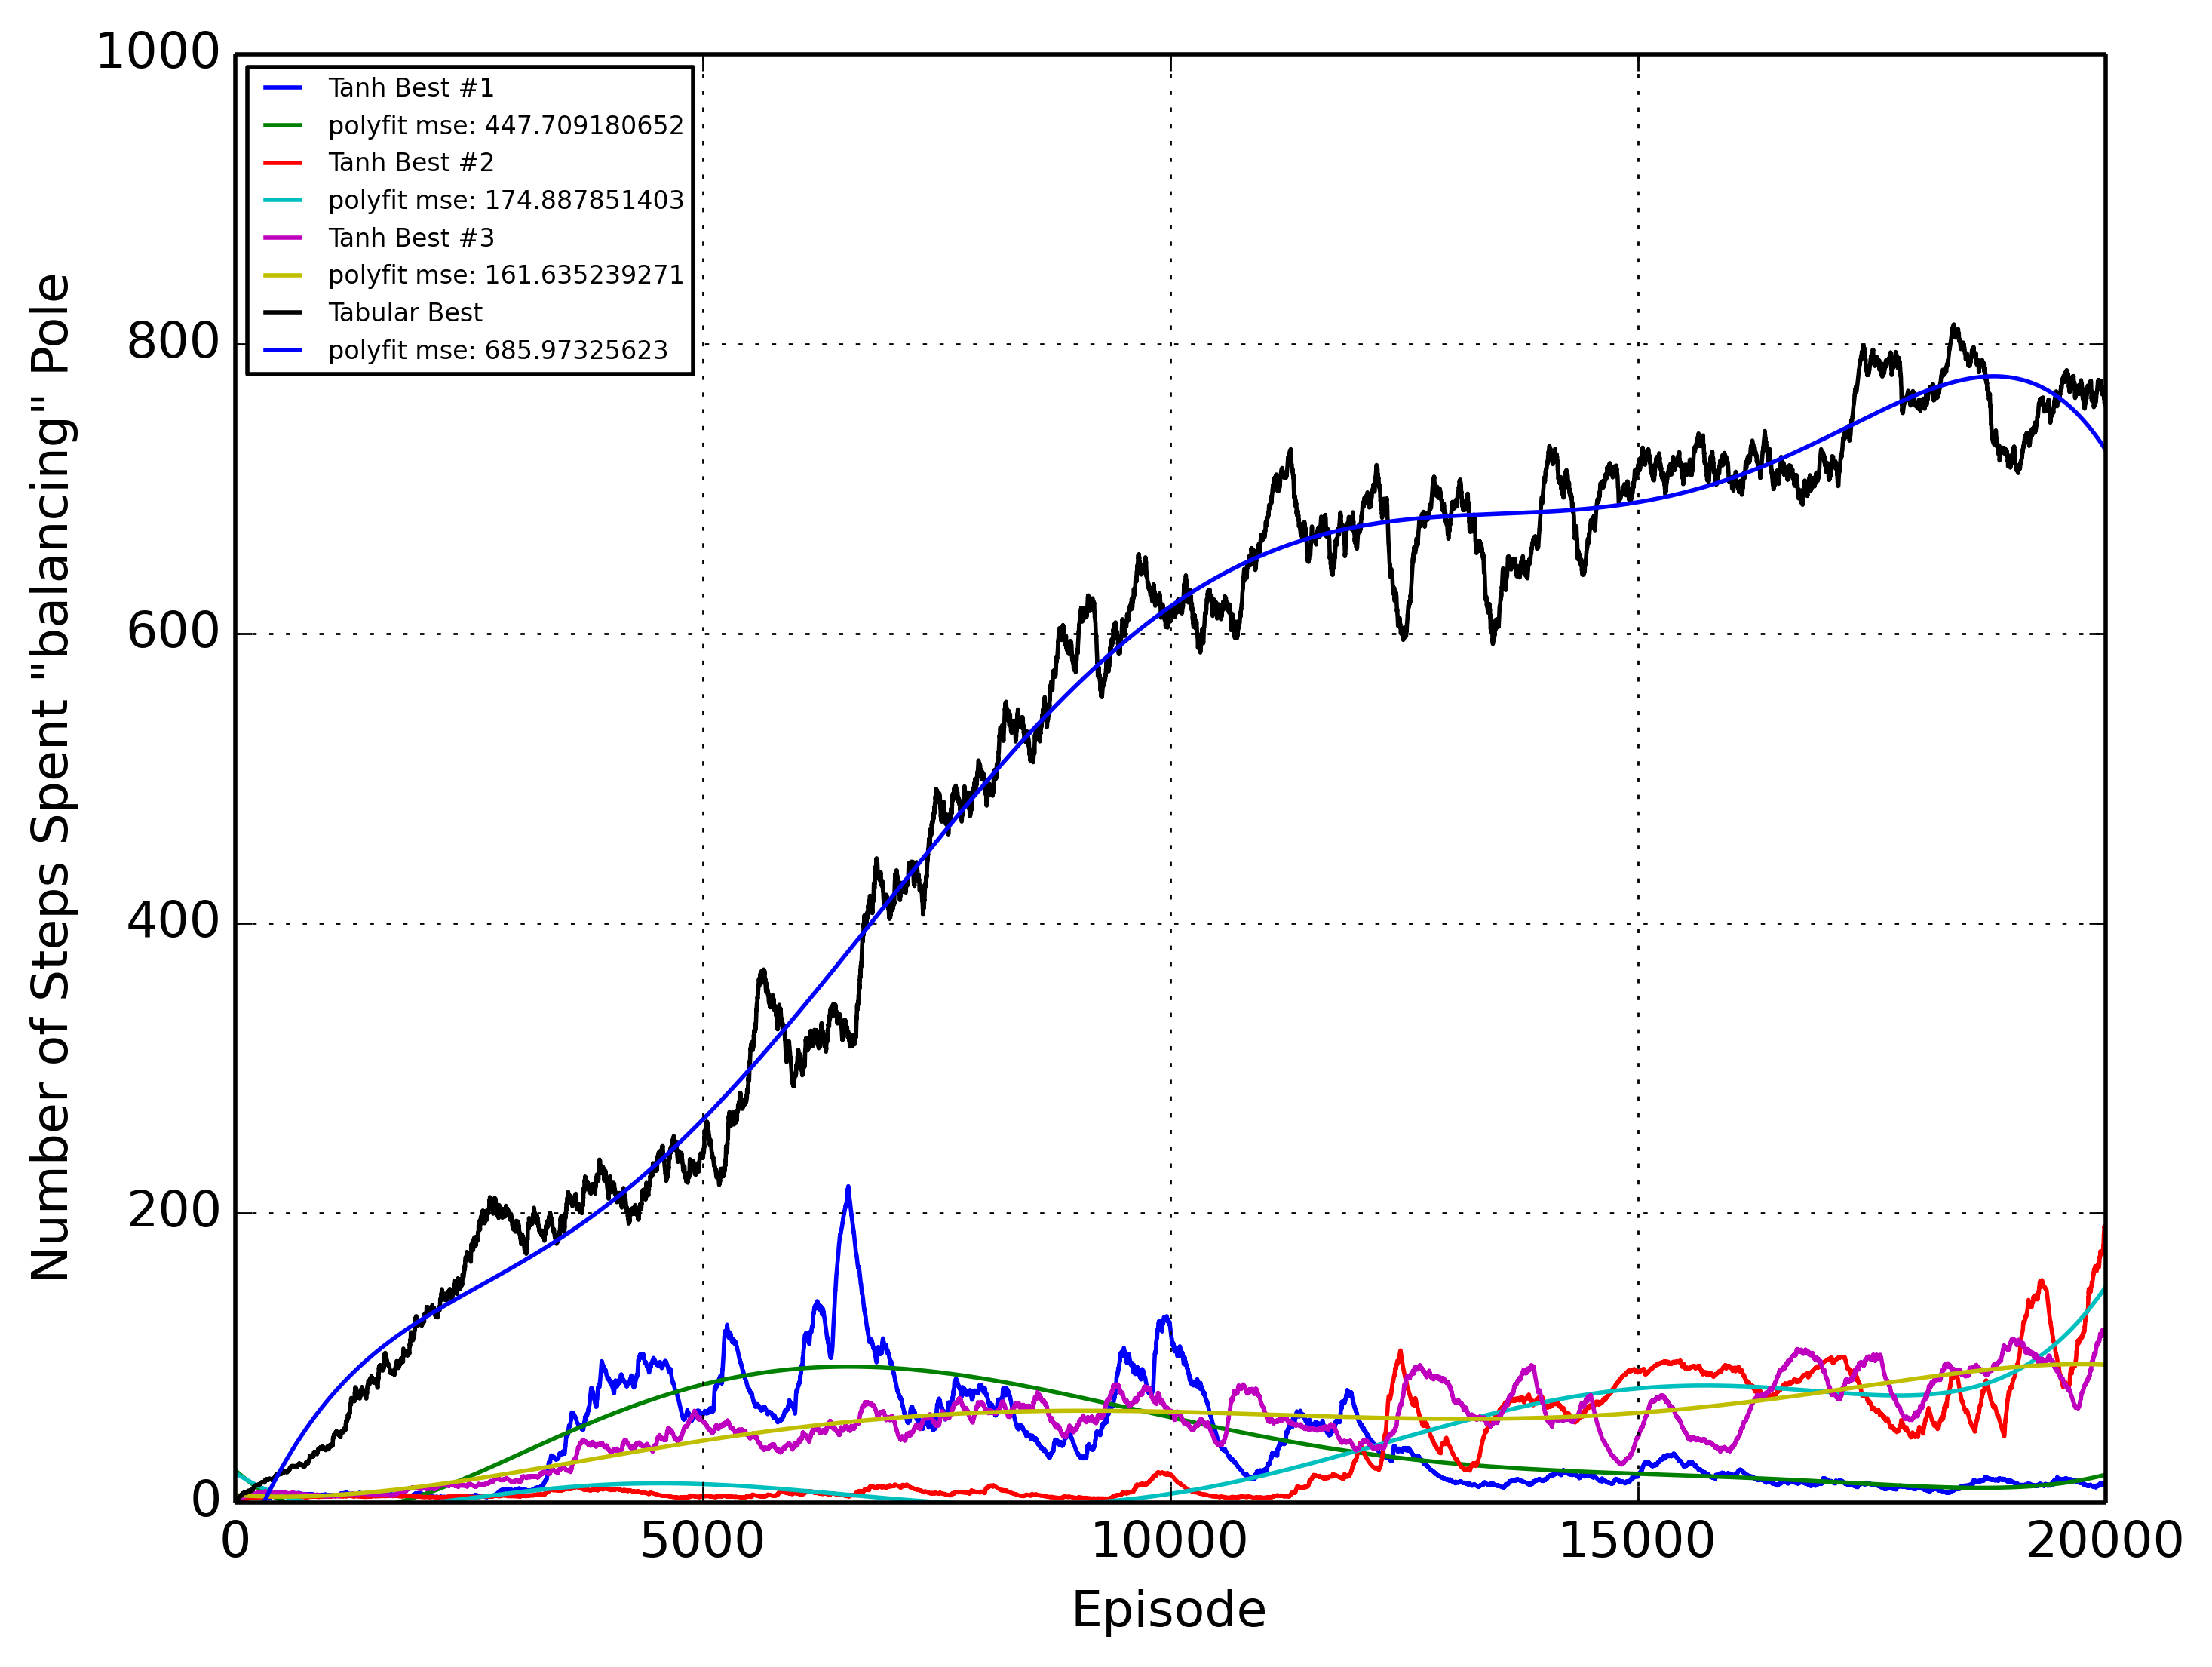 1000
800
600
400
200
0
Number of Steps Spent "balancing" Pole
Tanh Best #1
polyfit mse: 447.709180652
Tanh Best #2
polyfit mse: 174.887851403
Tanh Best #3
polyfit mse: 161.635239271
Tabular Best
polyfit mse: 685.97325623
0 5000 10000 15000 20000
Episode